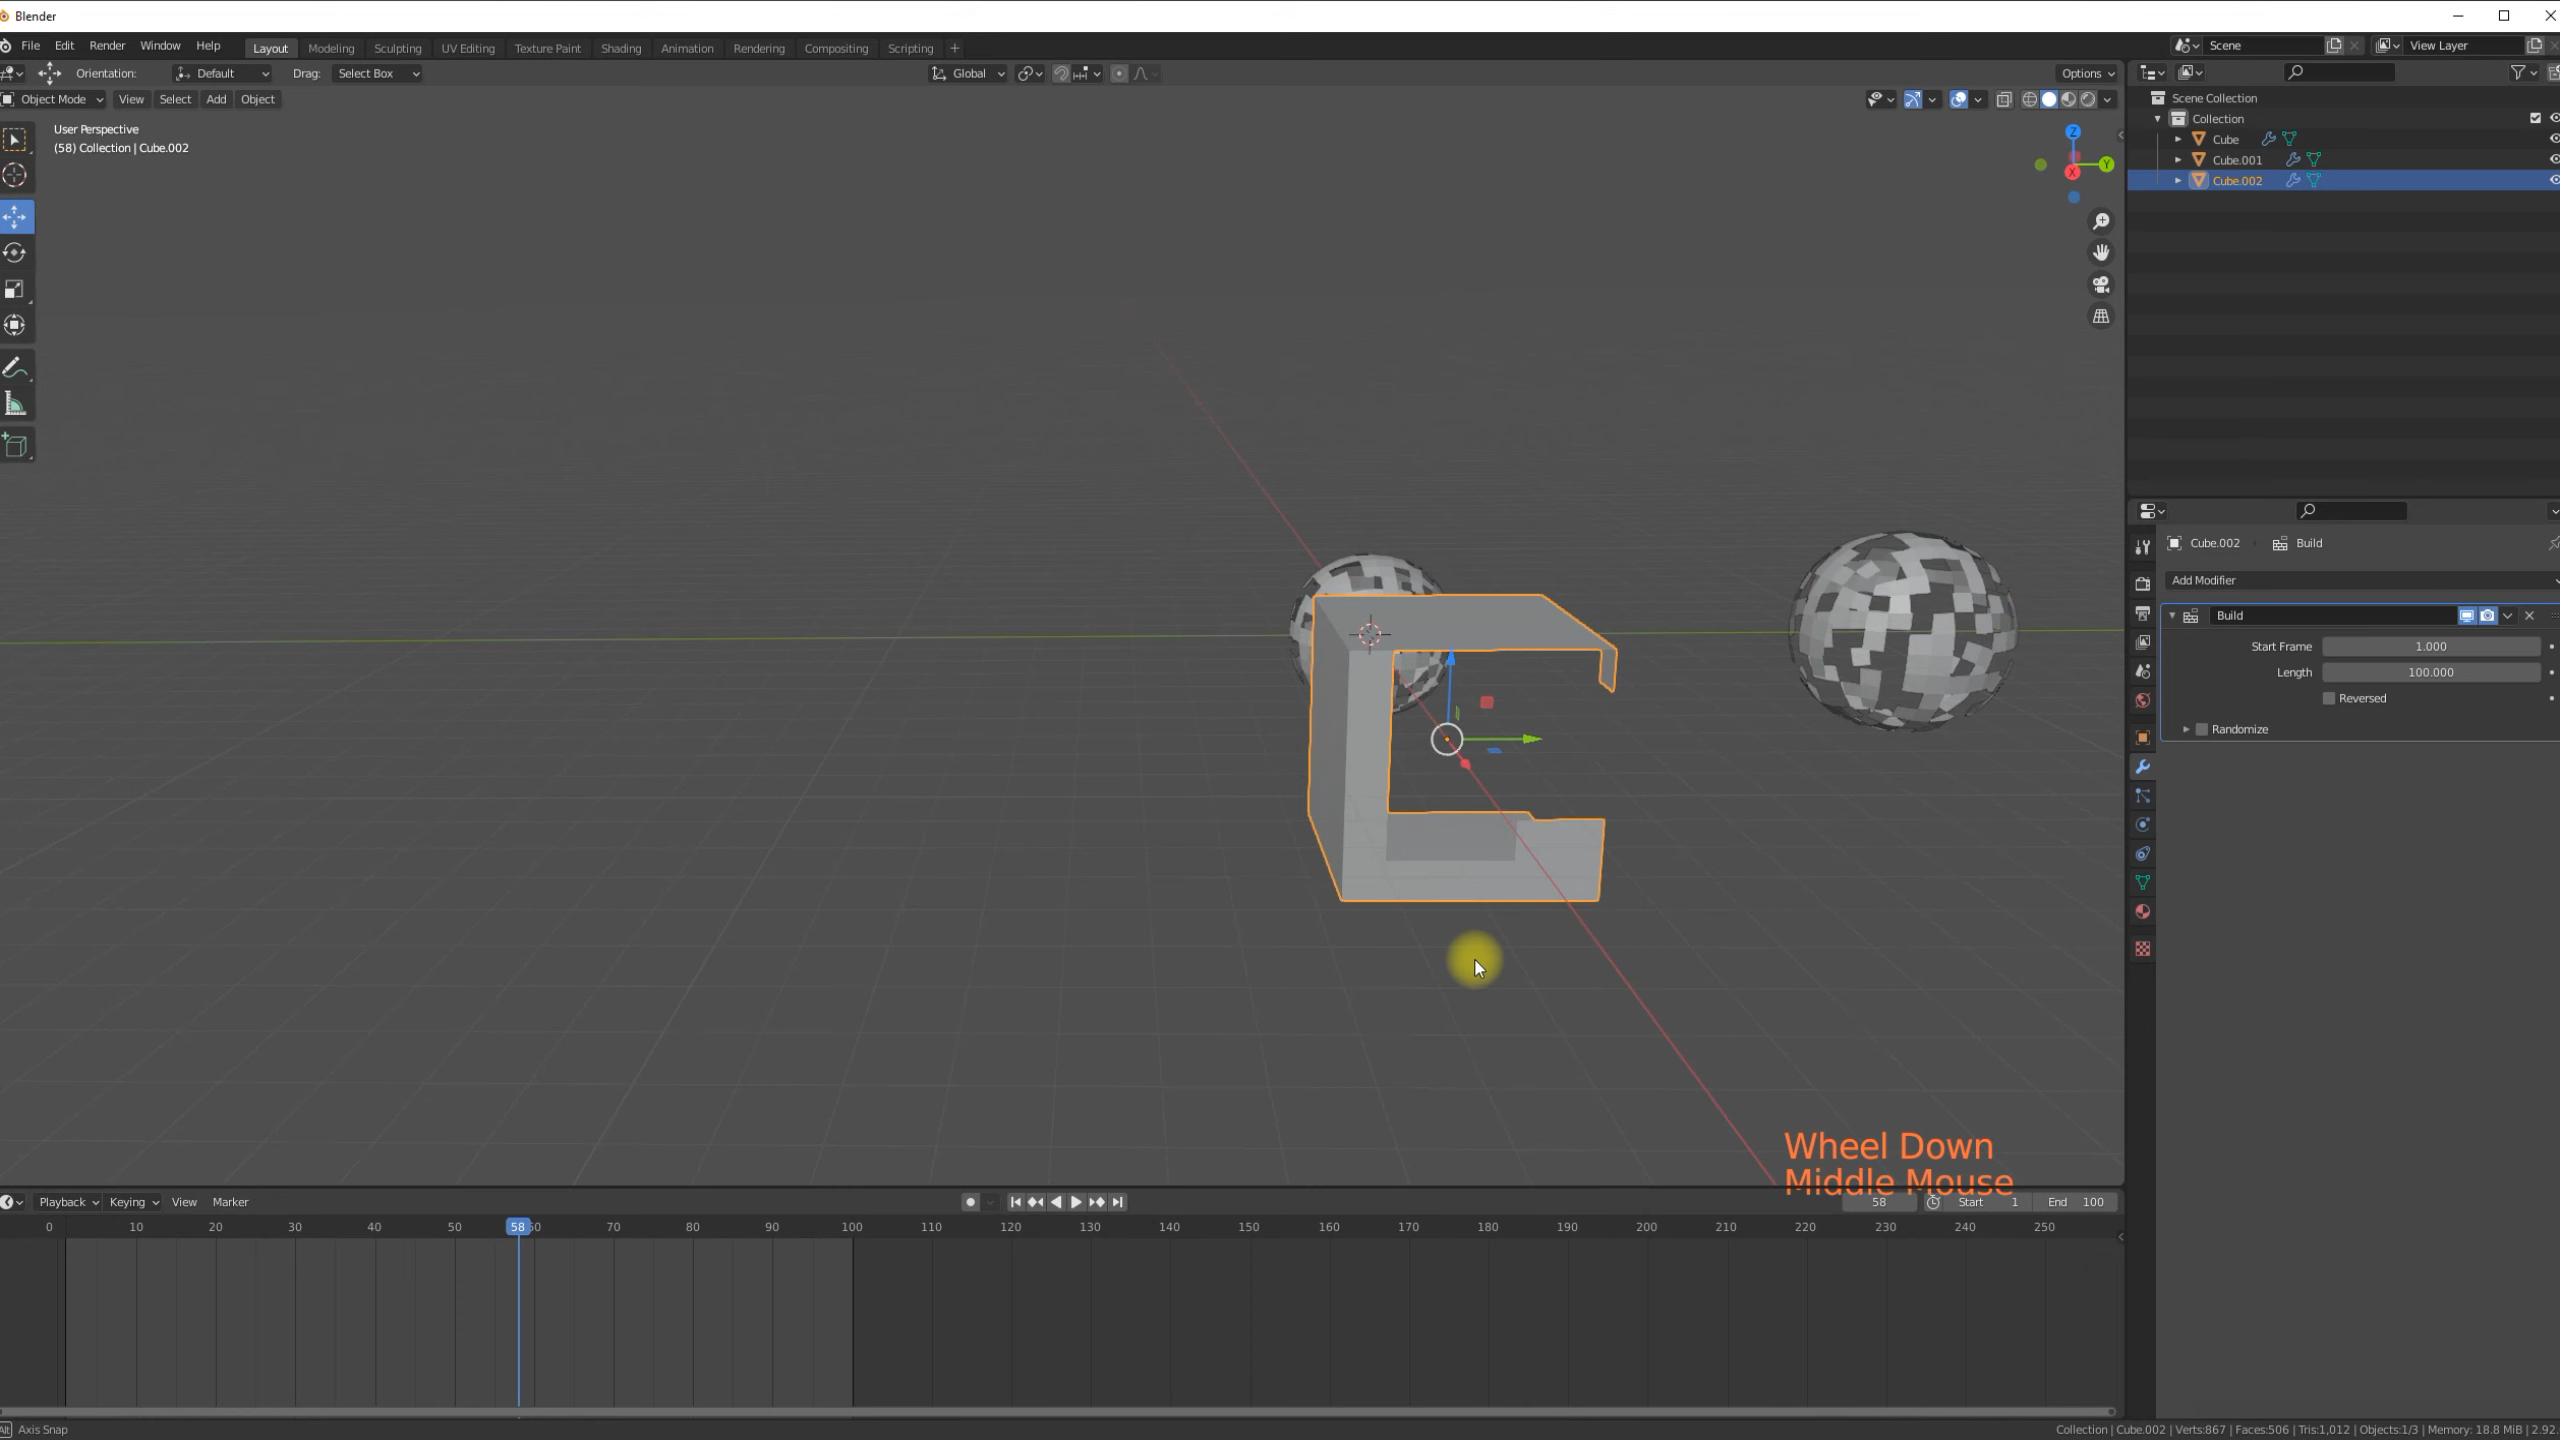 Blender
File Edit Render Window Help Layout Modeling Sculpting UV Editing Texture Paint Shading Animation Rendering Compositing Scripting + Scene View Layer
Orientation: Default Drag: Select Box Global Options
Object Mode View Select Add Object
User Perspective
(58) Collection | Cube.002
Z
Y
X
Scene Collection
Collection
Cube
Cube.001
Cube.002
Cube.002 Build
Add Modifier
Build
Start Frame 1.000
Length 100.000
Reversed
Randomize
Wheel Down
Middle Mouse
Playback Keying View Marker 58 Start 1 End 100
0 10 20 30 40 50 58 60 70 80 90 100 110 120 130 140 150 160 170 180 190 200 210 220 230 240 250
Alt Axis Snap Collection | Cube.002 | Verts:867 | Faces:506 | Tris:1,012 | Objects:1/3 | Memory: 18.8 MiB | 2.92.